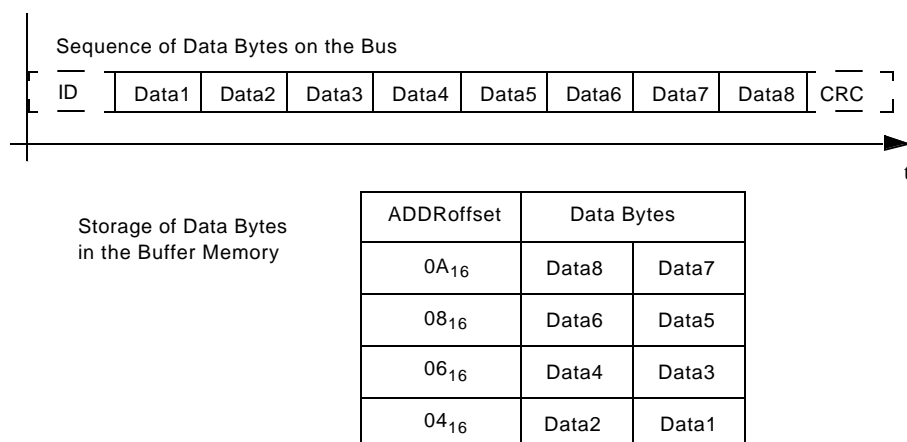 Sequence of Data Bytes on the Bus
ID Data1 Data2 Data3 Data4 Data5 Data6 Data7 Data8 CRC
t
Storage of Data Bytes
in the Buffer Memory
ADDRoffset Data Bytes
0A16 Data8 Data7
0816 Data6 Data5
0616 Data4 Data3
0416 Data2 Data1